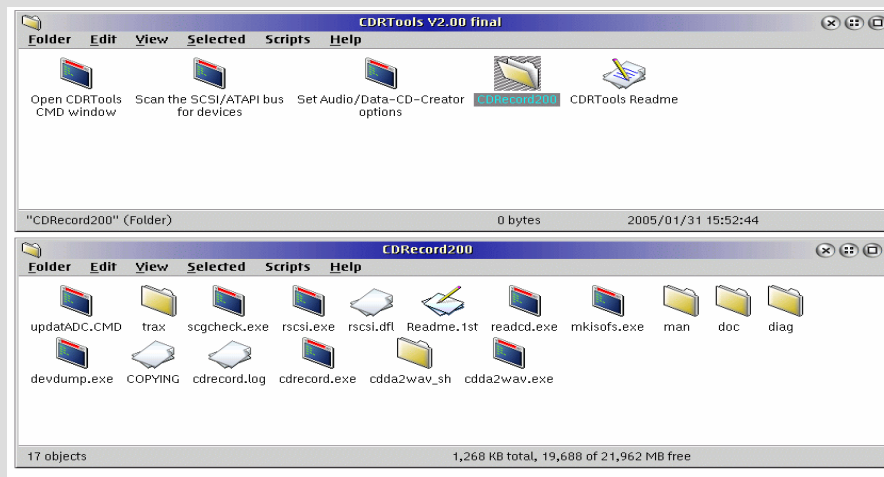 CDRTools V2.00 final
Folder Edit View Selected Scripts Help
Open CDRTools CMD window
Scan the SCSI/ATAPI bus for devices
Set Audio/Data-CD-Creator options
CDRecord200
CDRTools Readme
"CDRecord200" (Folder) 0 bytes 2005/01/31 15:52:44
CDRecord200
Folder Edit View Selected Scripts Help
updatADC.CMD trax scgcheck.exe rscsi.exe rscsi.dfl Readme.1st readcd.exe mkisofs.exe man doc diag
devdump.exe COPYING cdrecord.log cdrecord.exe cdda2wav_sh cdda2wav.exe
17 objects 1,268 KB total, 19,688 of 21,962 MB free